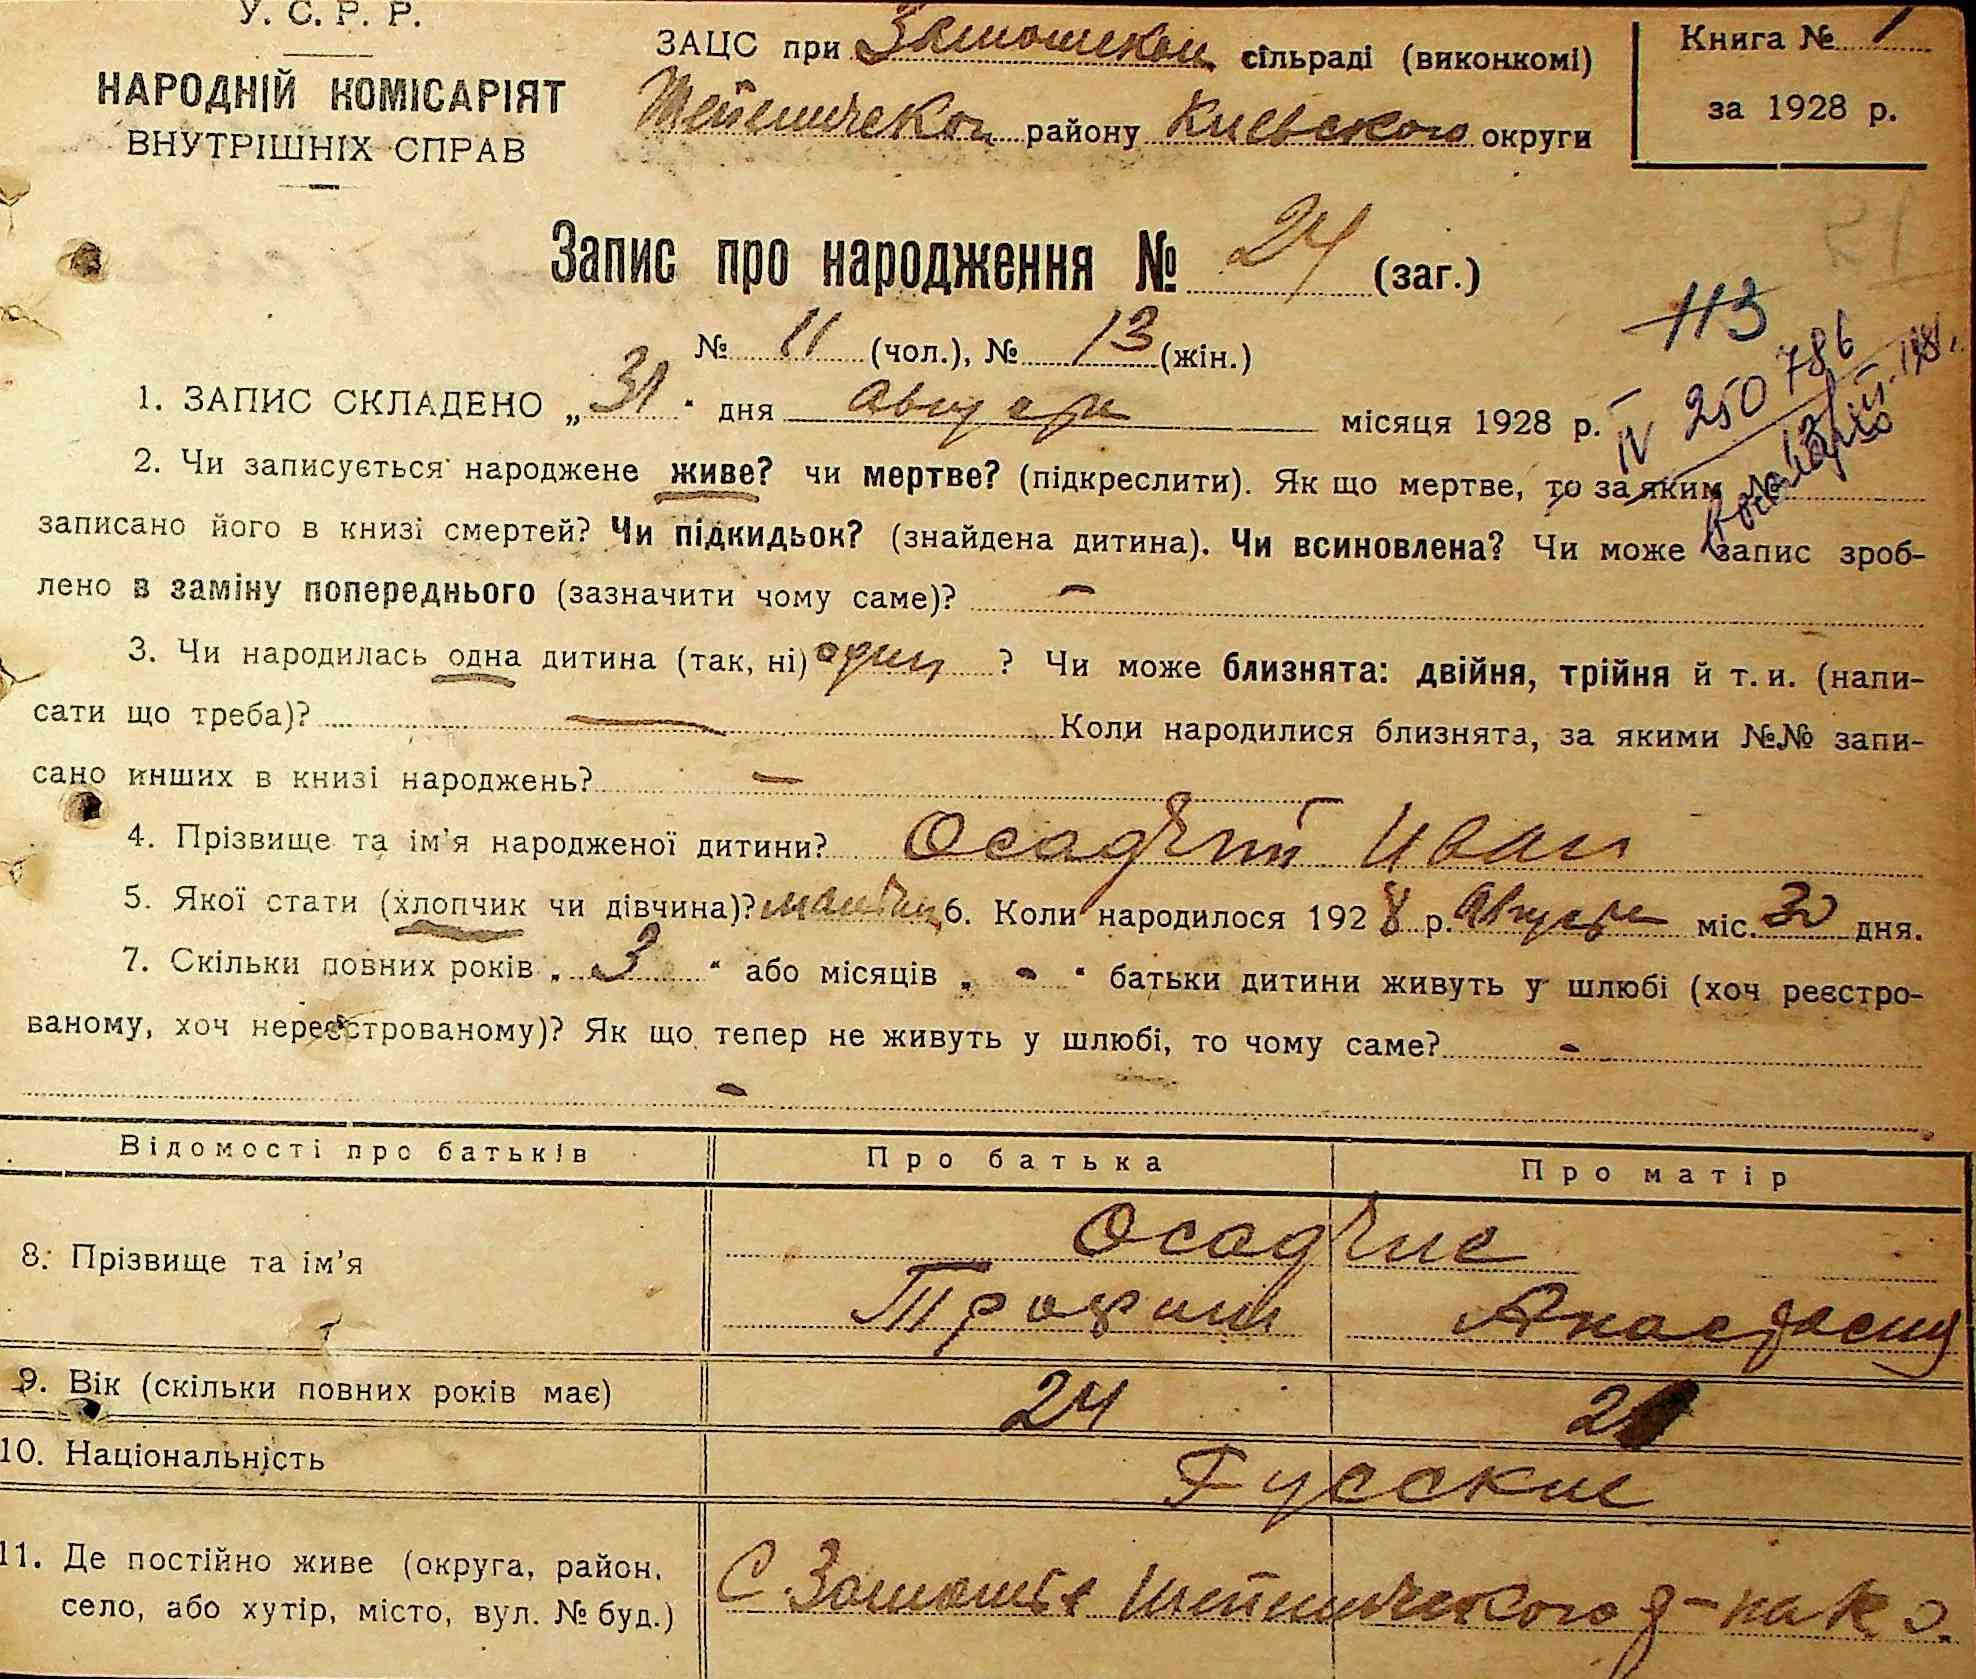 У. С. Р. Р.
НАРОДНІЙ КОМІСАРІЯТ
ВНУТРІШНІХ СПРАВ
ЗАЦС при Замошской сільраді (виконкомі)
району Киевского округи
Книга № 1
за 1928 р.
Запис про народження № 24 (заг.)
№ 11 (чол.), № 13 (жін.)
113
IV 250786
1. ЗАПИС СКЛАДЕНО „31“ дня августа місяця 1928 р.
2. Чи записується народжене живе? чи мертве? (підкреслити). Як що мертве, то за яким
записано його в книзі смертей? Чи підкидьок? (знайдена дитина). Чи всиновлена? Чи може запис зроб-
лено в заміну попереднього (зазначити чому саме)? –
3. Чи народилась одна дитина (так, ні) один ? Чи може близнята: двійня, трійня й т. и. (напи-
сати що треба)? — Коли народилися близнята, за якими №№ запи-
сано инших в книзі народжень? –
4. Прізвище та ім'я народженої дитини? Осадчий Иван
5. Якої стати (хлопчик чи дівчина)? мальчик 6. Коли народилося 1928 р. августа міс. 30 дня.
7. Скільки повних років „3“ або місяців „-“ батьки дитини живуть у шлюбі (хоч реєстро-
ваному, хоч нереєстрованому)? Як що тепер не живуть у шлюбі, то чому саме? -
-
Відомості про батьків Про батька Про матір
8. Прізвище та ім'я Осадчие
Трофим Анастасия
9. Вік (скільки повних років має) 24 2
10. Національність Русские
11. Де постійно живе (округа, район,
село, або хутір, місто, вул. № буд.)
С Замошье р-на К о.